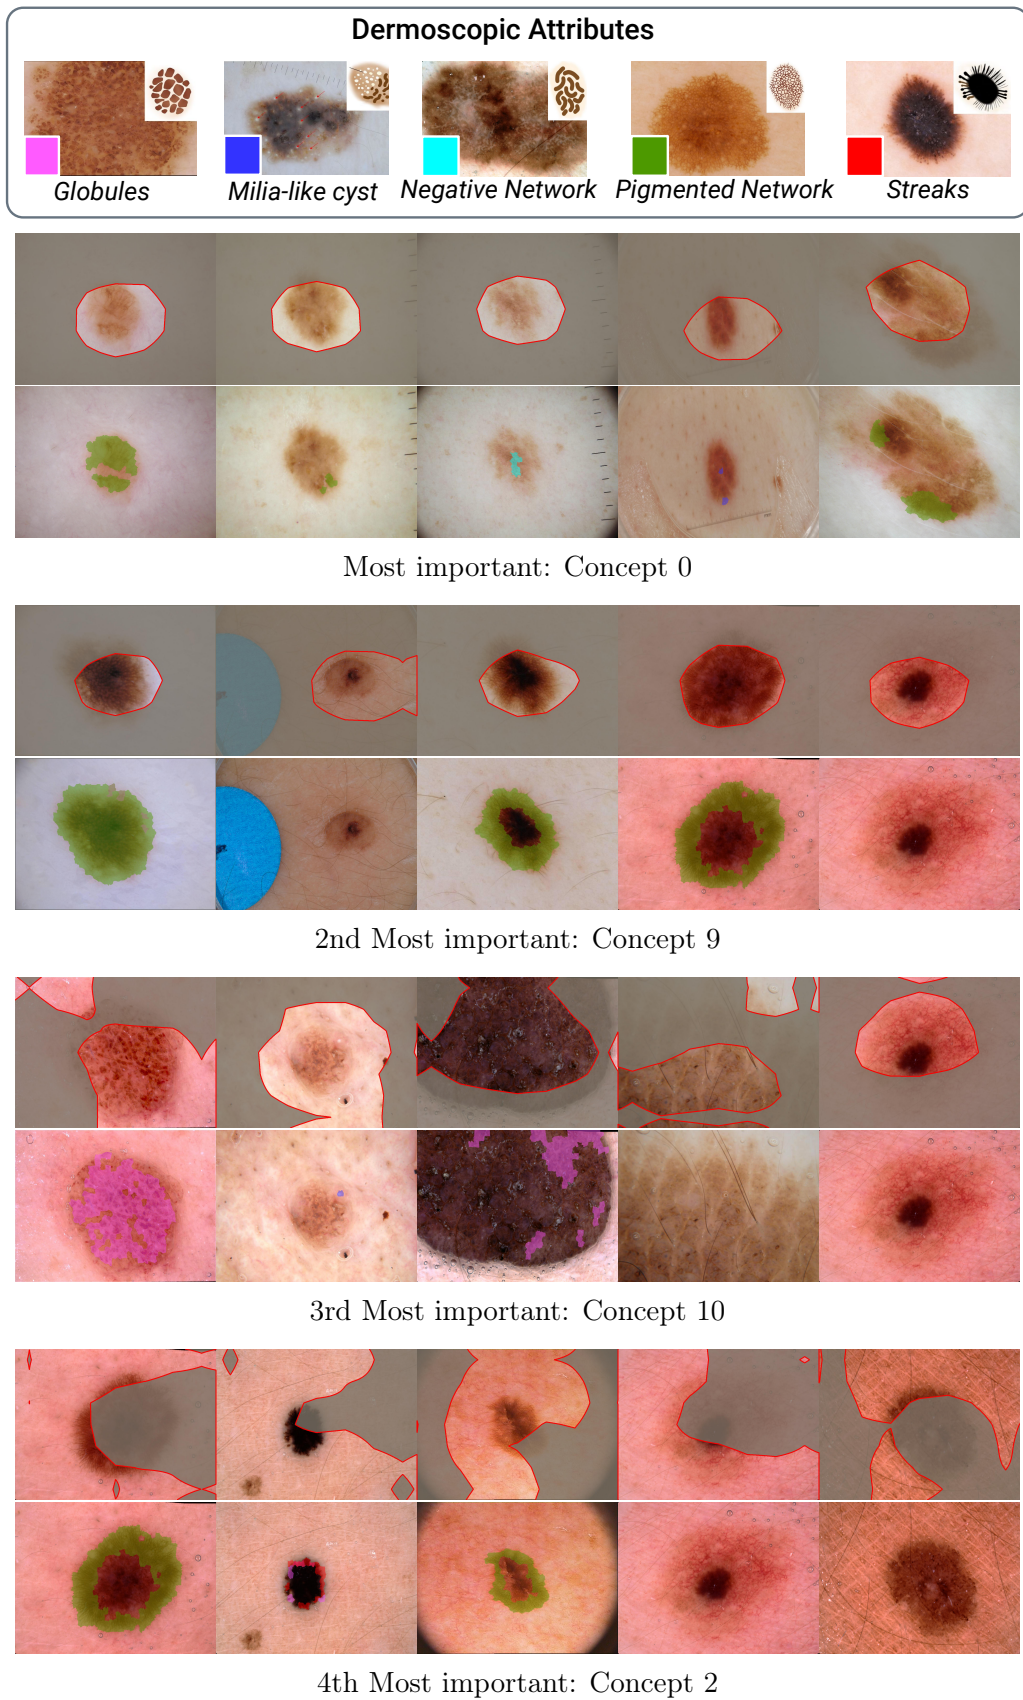 Dermoscopic Attributes
Globules
Milia-like cyst
Negative Network
Pigmented Network
Streaks
Most important: Concept 0
2nd Most important: Concept 9
3rd Most important: Concept 10
4th Most important: Concept 2